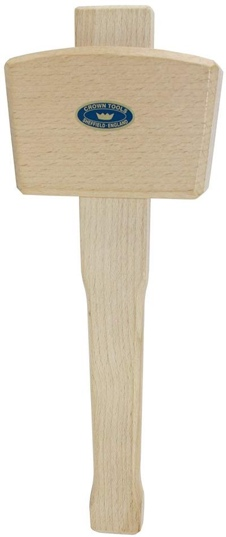 CROWN TOOLS
SHEFFIELD · ENGLAND